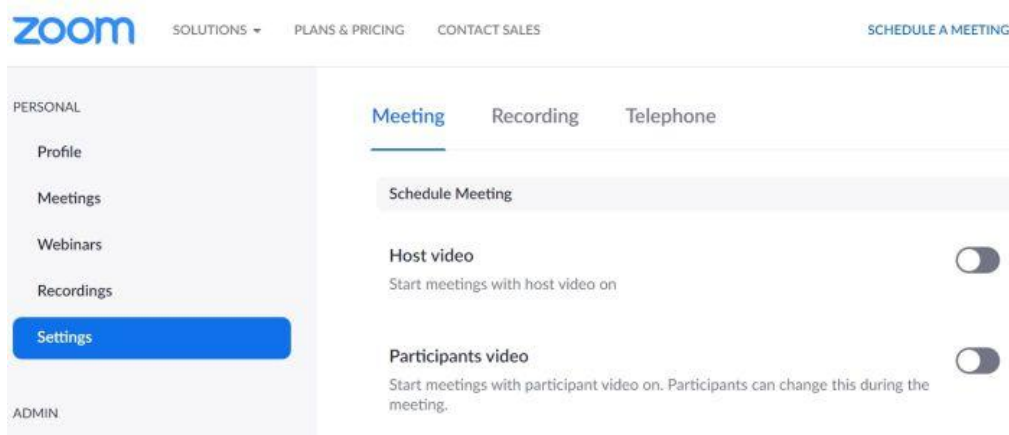 zoom SOLUTIONS PLANS & PRICING CONTACT SALES SCHEDULE A MEETING
PERSONAL
Profile
Meetings
Webinars
Recordings
Settings
ADMIN
Meeting Recording Telephone
Schedule Meeting
Host video
Start meetings with host video on
Participants video
Start meetings with participant video on. Participants can change this during the
meeting.